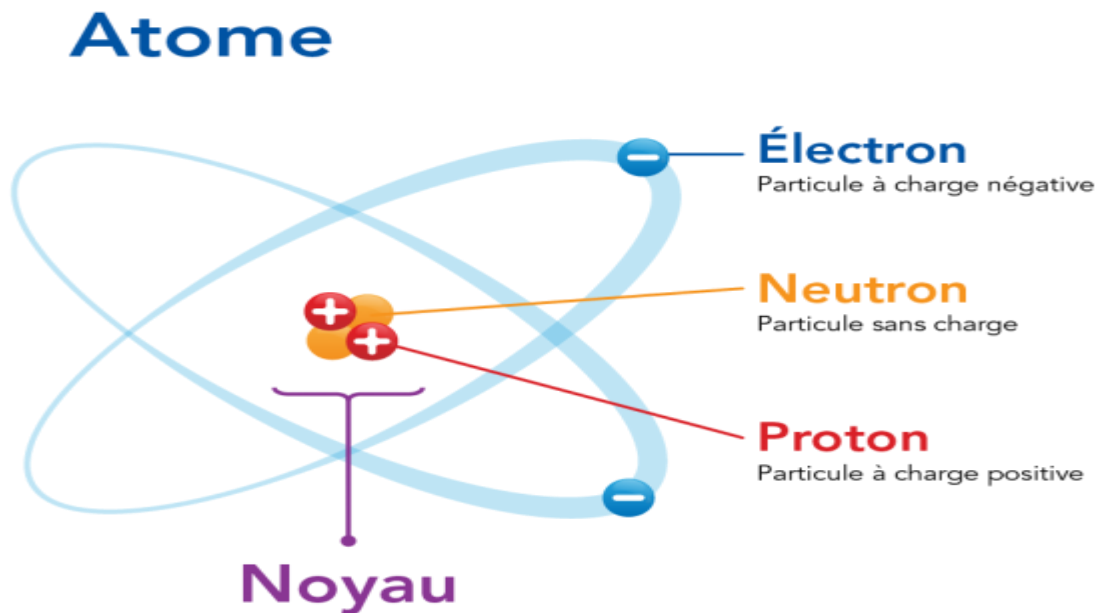 Atome
Électron
Particule à charge négative
Neutron
Particule sans charge
Proton
Particule à charge positive
Noyau